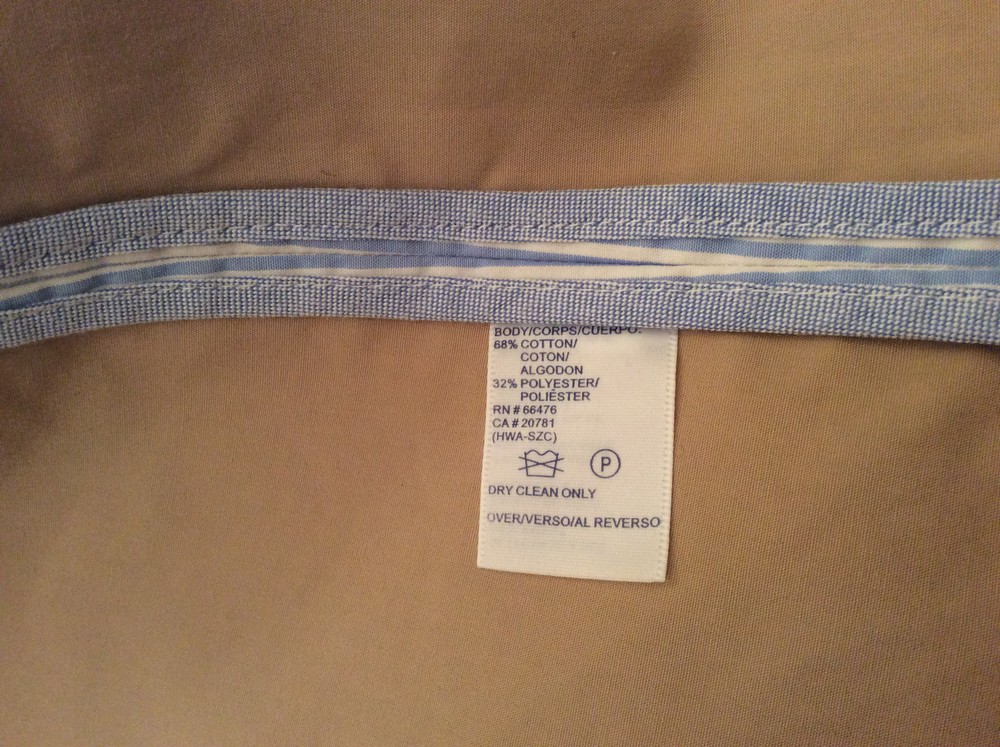 BODY/CORPS/CUERPO:
68% COTTON/
COTON/
ALGODON
32% POLYESTER/
POLIÉSTER
RN # 66476
CA # 20781
(HWA-SZC)
P
DRY CLEAN ONLY
OVER/VERSO/AL REVERSO